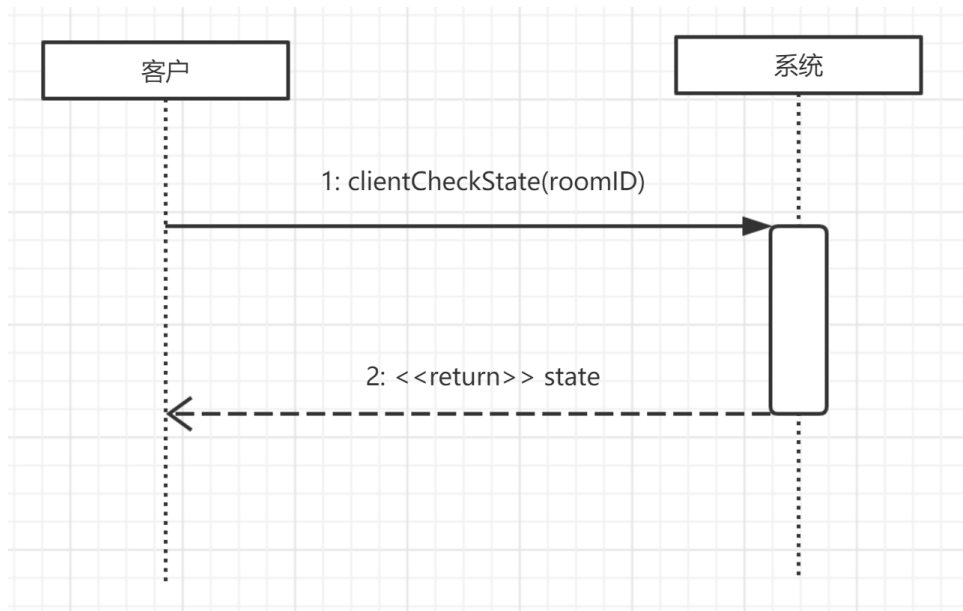 客户
系统
1: clientCheckState(roomID)
2: <<return>> state